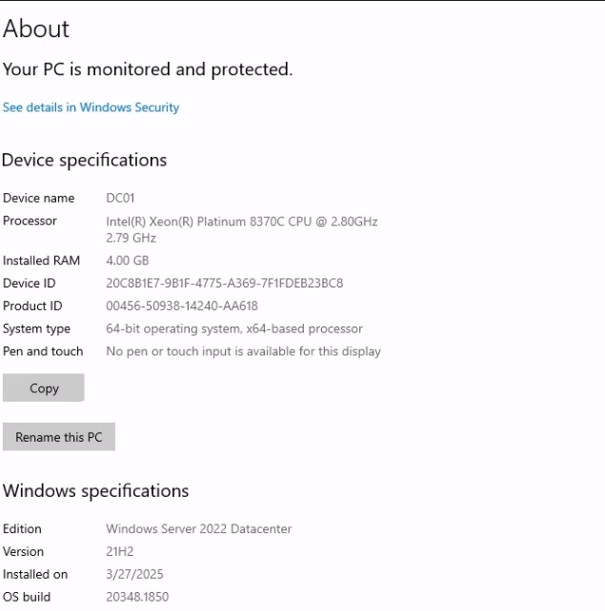 About
Your PC is monitored and protected.
See details in Windows Security
Device specifications
Device name DC01
Processor Intel(R) Xeon(R) Platinum 8370C CPU @ 2.80GHz
2.79 GHz
Installed RAM 4.00 GB
Device ID 20C8B1E7-9B1F-4775-A369-7F1FDEB23BC8
Product ID 00456-50938-14240-AA618
System type 64-bit operating system, x64-based processor
Pen and touch No pen or touch input is available for this display
Copy
Rename this PC
Windows specifications
Edition Windows Server 2022 Datacenter
Version 21H2
Installed on 3/27/2025
OS build 20348.1850